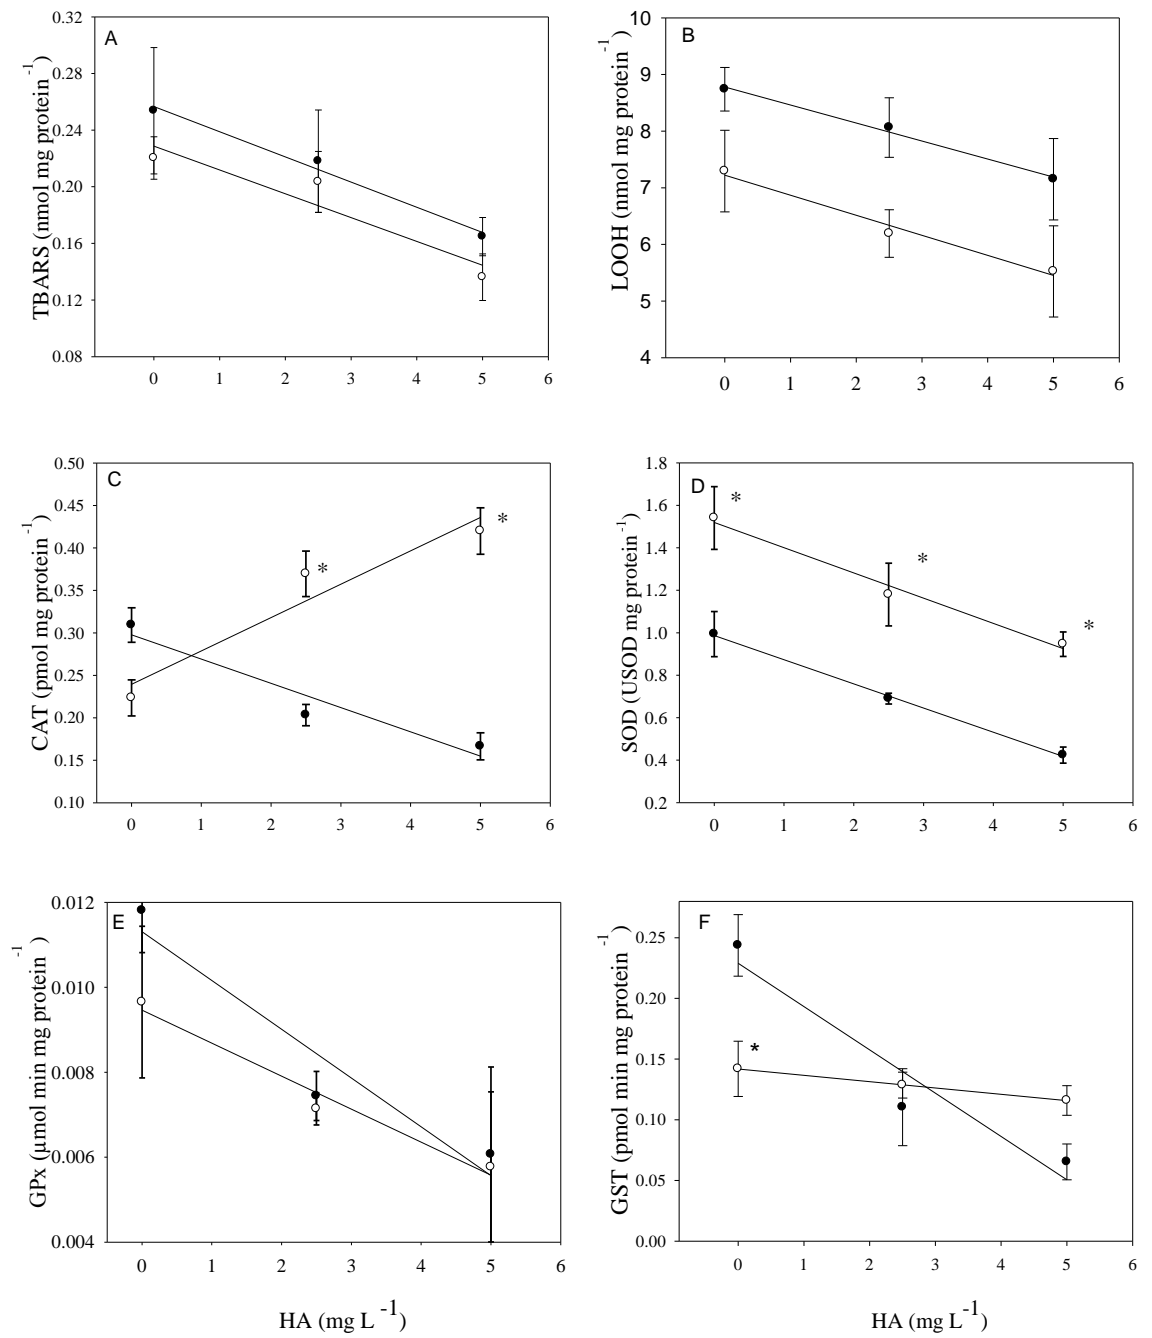 A
TBARS (nmol mg protein-1)
0.32
0.28
0.24
0.20
0.16
0.12
0.08
0 1 2 3 4 5 6
B
LOOH (nmol mg protein-1)
10
9
8
7
6
5
4
0 1 2 3 4 5 6
C
CAT (pmol mg protein-1)
0.50
0.45
0.40
0.35
0.30
0.25
0.20
0.15
0.10
*
*
0 1 2 3 4 5 6
D
SOD (USOD mg protein-1)
1.8
1.6
1.4
1.2
1.0
0.8
0.6
0.4
0.2
*
*
*
0 1 2 3 4 5 6
E
GPx (µmol min mg protein-1)
0.012
0.010
0.008
0.006
0.004
0 1 2 3 4 5 6
HA (mg L-1)
F
GST (pmol min mg protein-1)
0.25
0.20
0.15
0.10
0.05
0.00
*
0 1 2 3 4 5 6
HA (mg L-1)